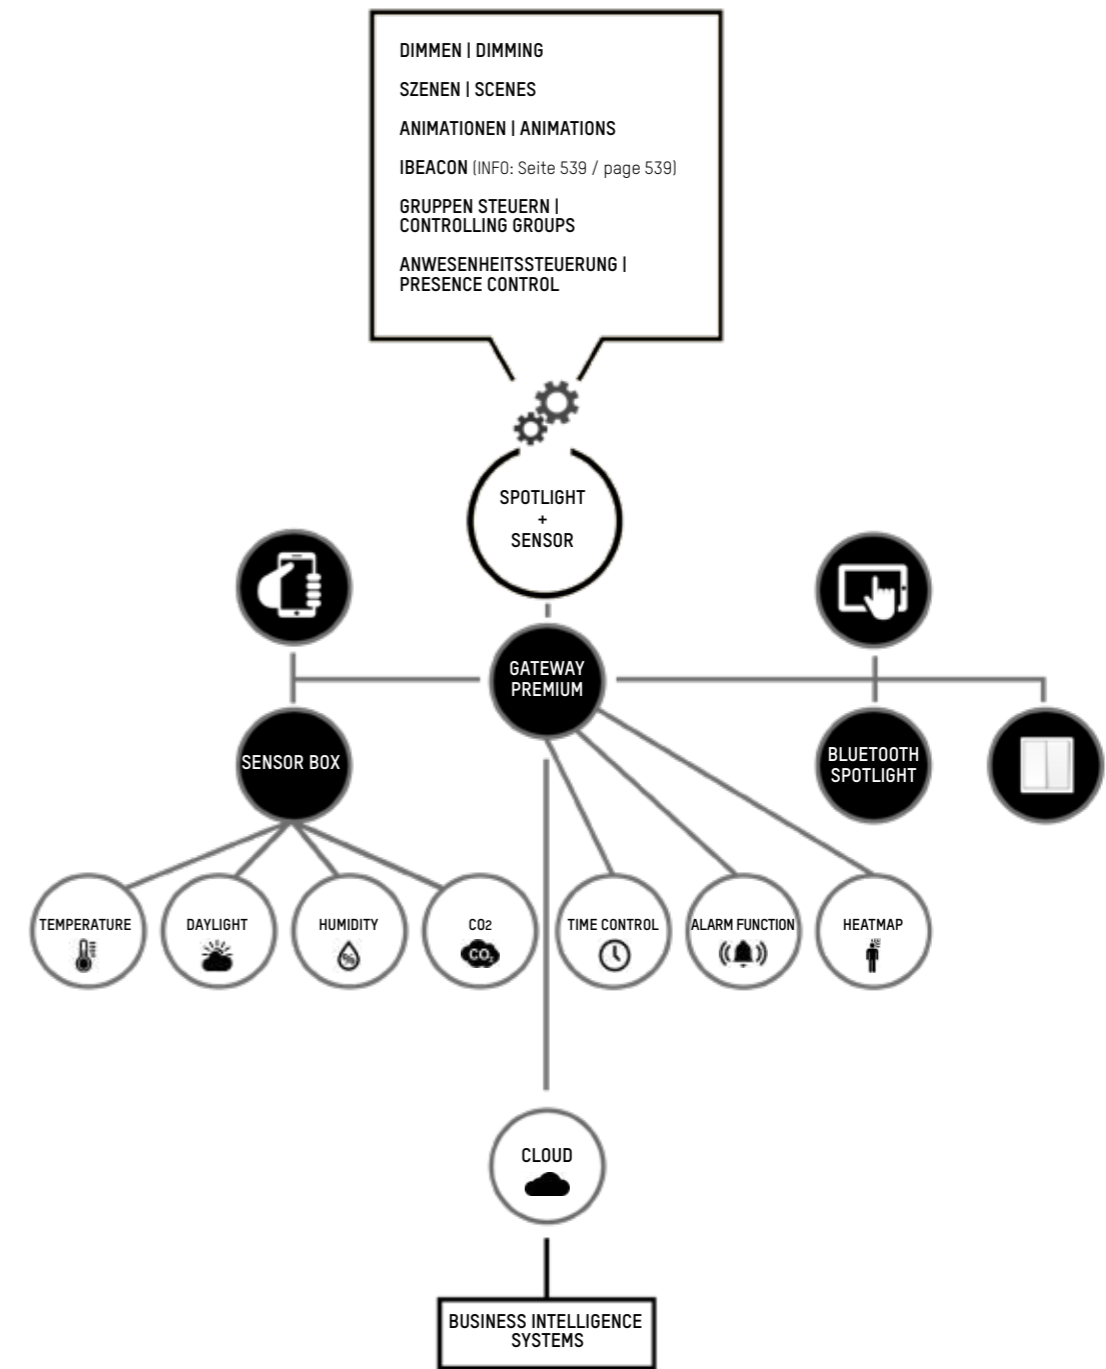 DIMMEN | DIMMING
SZENEN | SCENES
ANIMATIONEN | ANIMATIONS
IBEACON (INFO: Seite 539 / page 539)
GRUPPEN STEUERN |
CONTROLLING GROUPS
ANWESENHEITSSTEUERUNG |
PRESENCE CONTROL
SPOTLIGHT
+
SENSOR
GATEWAY
PREMIUM
SENSOR BOX
BLUETOOTH
SPOTLIGHT
TEMPERATURE
DAYLIGHT
HUMIDITY
%
CO2
CO2
TIME CONTROL
ALARM FUNCTION
HEATMAP
CLOUD
BUSINESS INTELLIGENCE
SYSTEMS